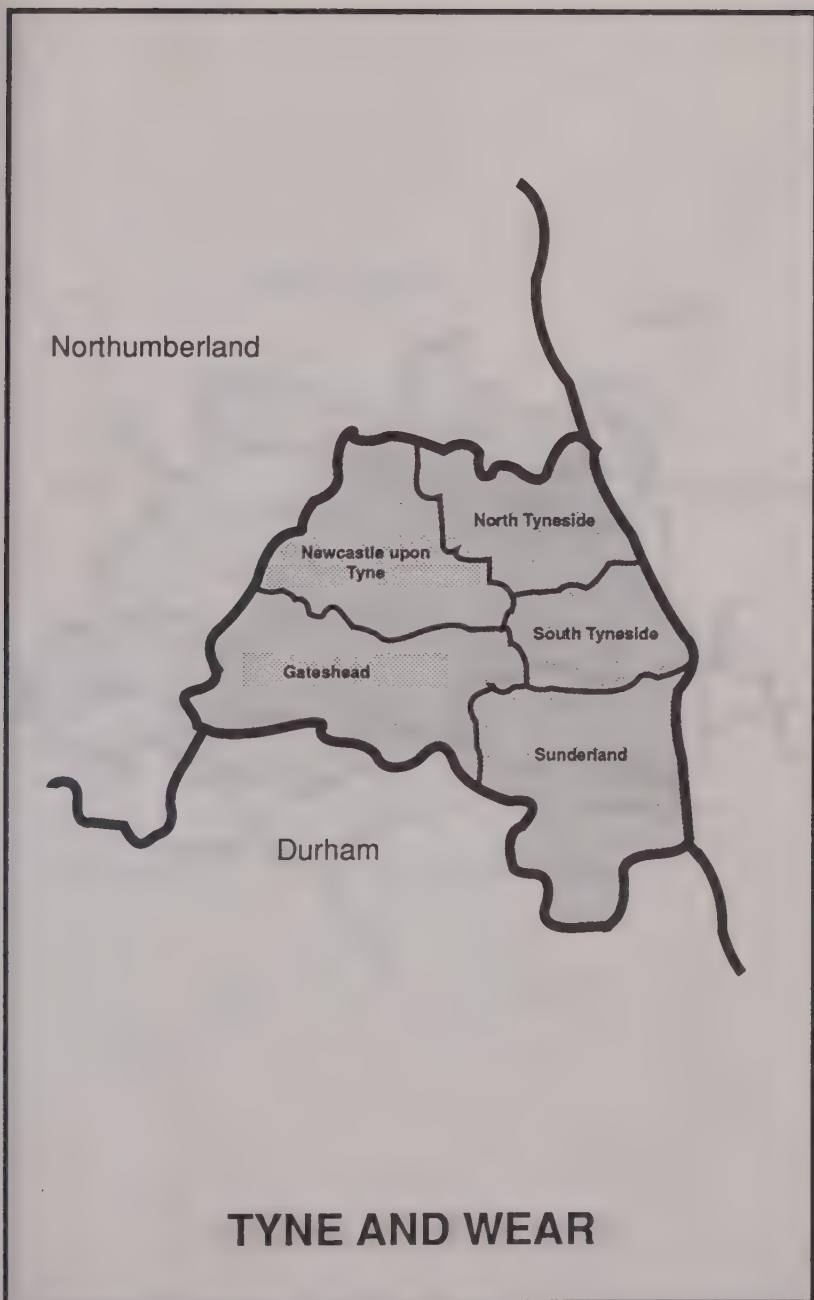 Northumberland
North Tyneside
Newcastle upon
Tyne
South Tyneside
Gateshead
Sunderland
Durham
TYNE AND WEAR